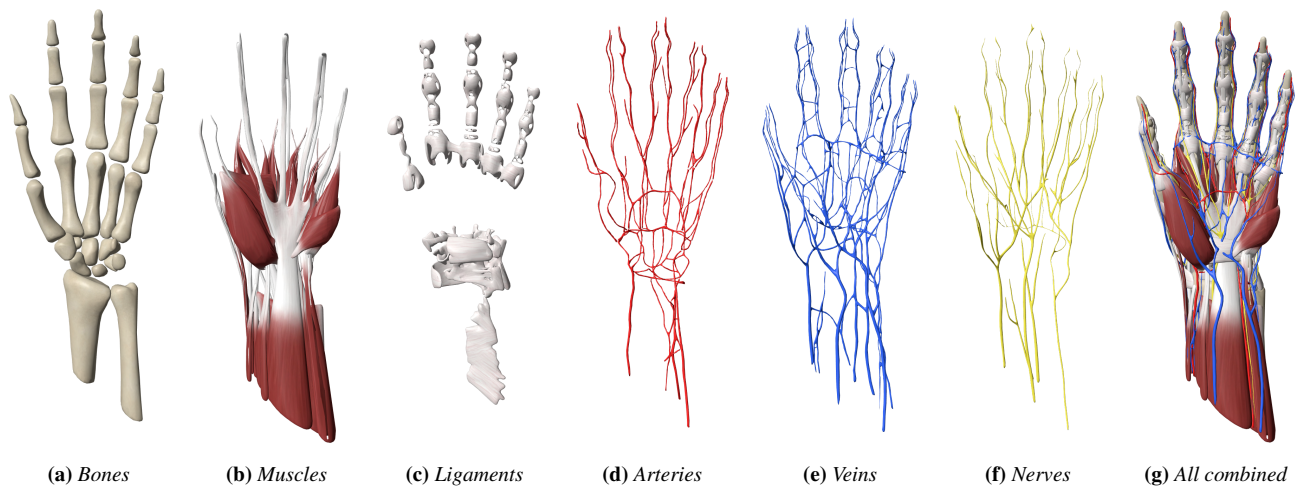 (a) Bones
(b) Muscles
(c) Ligaments
(d) Arteries
(e) Veins
(f) Nerves
(g) All combined